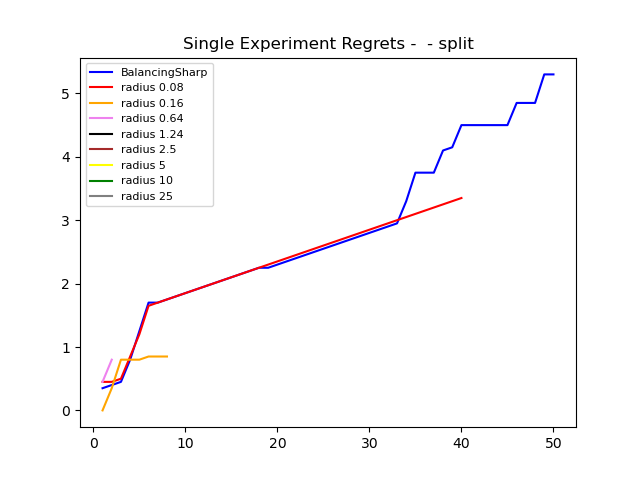 Single Experiment Regrets -  - split
BalancingSharp
radius 0.08
radius 0.16
radius 0.64
radius 1.24
radius 2.5
radius 5
radius 10
radius 25
5
4
3
2
1
0
0 10 20 30 40 50